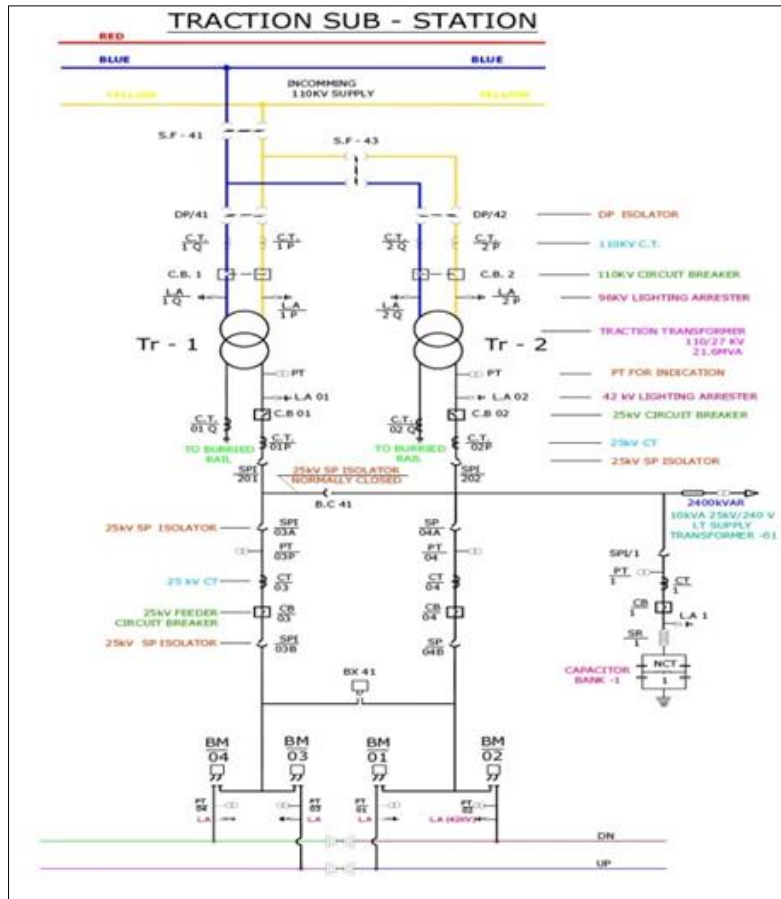 TRACTION SUB - STATION
RED
BLUE BLUE
INCOMMING
110KV SUPPLY
YELLOW YELLOW
S.F - 41
S.F - 43
DP/41 DP/42 DP ISOLATOR
C.T. 1 Q C.T. 1 P C.T. 2 Q C.T. 2 P 110KV C.T.
C.B. 1 C.B. 2 110KV CIRCUIT BREAKER
L.A 1 Q L.A 1 P L.A 2 Q L.A 2 P 96KV LIGHTING ARRESTER
Tr - 1 Tr - 2 TRACTION TRANSFORMER
110/27 KV
21.6MVA
PT PT PT FOR INDICATION
L.A 01 L.A 02 42 kV LIGHTING ARRESTER
C.B 01 C.B 02 25kV CIRCUIT BREAKER
C.T. 01 Q C.T. 01P C.T. 02 Q C.T. 02P 25kV CT
TO BURRIED
RAIL
TO BURRIED
RAIL
25kV SP ISOLATOR
SPI 201 SPI 202
25kV SP ISOLATOR
NORMALLY CLOSED
B.C 41
2400kVAR
10kVA 25kV/240 V
LT SUPPLY
TRANSFORMER -01
25kV SP ISOLATOR SPI 03A SP 04A
PT 03P PT 04
SPI/1
PT 1
25 kV CT CT 03 CT 04 CT 1
25kV FEEDER
CIRCUIT BREAKER
CB 03 CB 04 CB 1
L.A 1
25kV SP ISOLATOR SPI 03B SP 04B
SR 1
CAPACITOR
BANK -1
NCT
1
BX 41
BM 04 BM 03 BM 01 BM 02
PT 04 PT 03 PT 01 PT 02
L.A L.A L.A L.A (42kV)
DN
UP